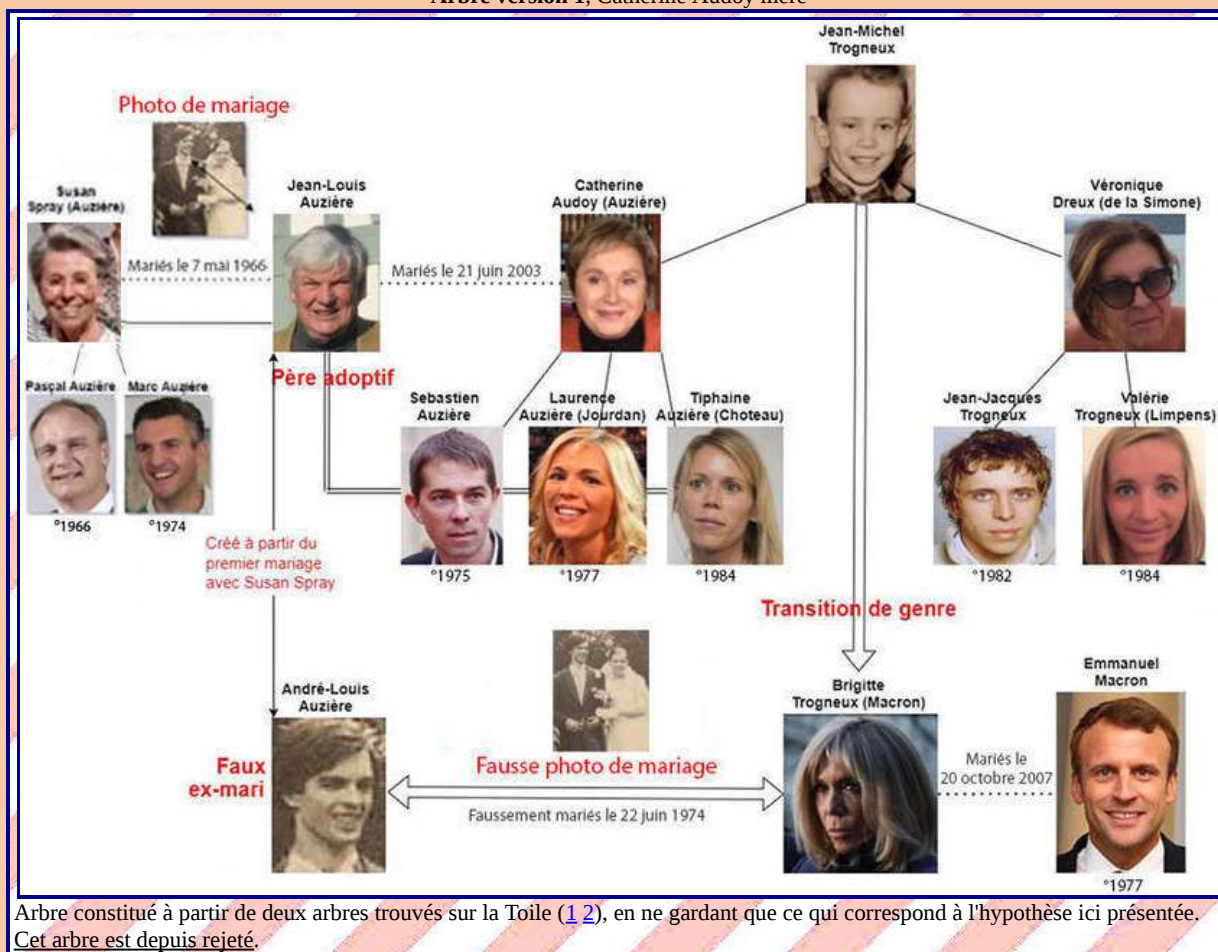 Arbre version 1, Catherine Audoy mère
Jean-Michel
Trogneux
Photo de mariage
Susan
Spray (Auzière)
Jean-Louis
Auzière
Catherine
Audoy (Auzière)
Véronique
Dreux (de la Simone)
Mariés le 7 mai 1966
Mariés le 21 juin 2003
Père adoptif
Pascal Auzière
Marc Auzière
Sebastien
Auzière
Laurence
Auzière (Jourdan)
Tiphaine
Auzière (Choteau)
Jean-Jacques
Trogneux
Valérie
Trogneux (Limpens)
°1966
°1974
Créé à partir du
premier mariage
avec Susan Spray
°1975
°1977
°1984
°1982
°1984
Transition de genre
André-Louis
Auzière
Brigitte
Trogneux (Macron)
Emmanuel
Macron
Faux
ex-mari
Fausse photo de mariage
Faussement mariés le 22 juin 1974
Mariés le
20 octobre 2007
°1977
Arbre constitué à partir de deux arbres trouvés sur la Toile (1 2), en ne gardant que ce qui correspond à l'hypothèse ici présentée.
Cet arbre est depuis rejeté.